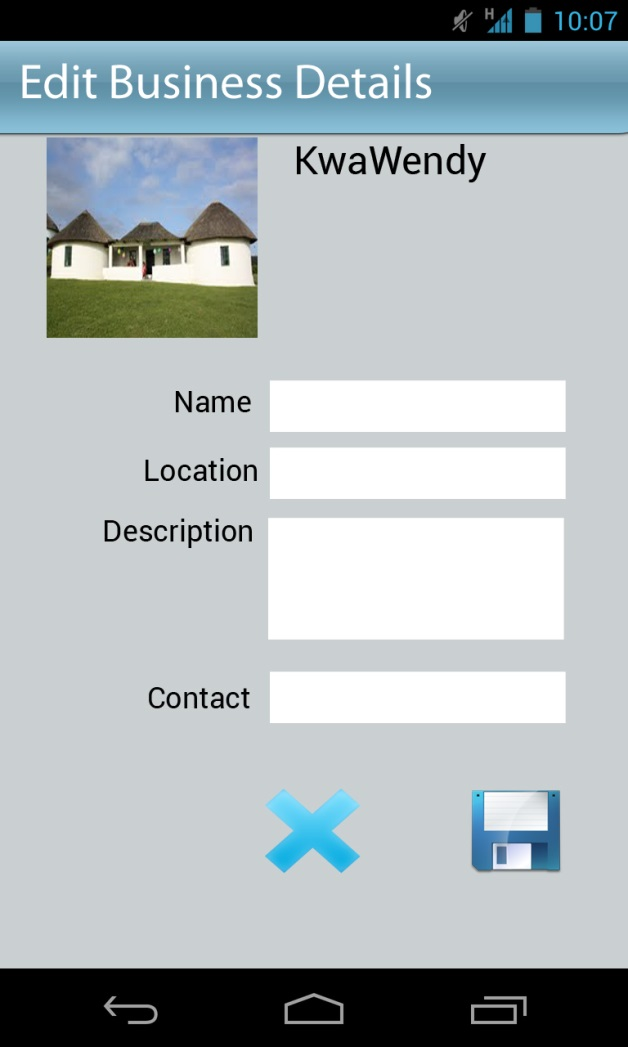 H 10:07
Edit Business Details
KwaWendy
Name
Location
Description
Contact